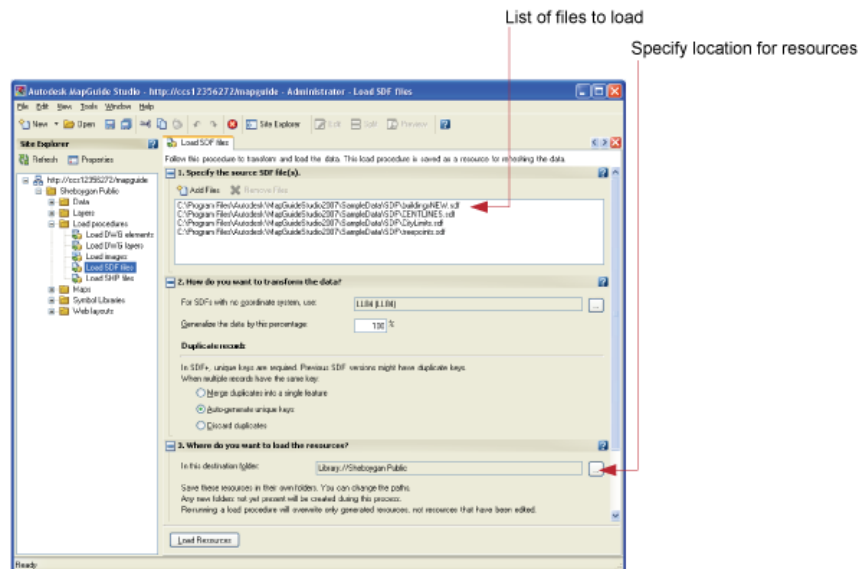 List of files to load
Specify location for resources
Autodesk MapGuide Studio - http://ccs12356272/mapguide - Administrator - Load SDF files
File Edit View Tools Window Help
New Open Site Explorer Edit Split Preview
Site Explorer
Load SDF files
Refresh Properties
Follow this procedure to transform and load the data. This load procedure is saved as a resource for refreshing the data.
http://ccs12356272/mapguide
Sheboygan Public
Data
Layers
Load procedures
Load DWG elements
Load DWG layers
Load images
Load SDF files
Load SHP files
Maps
Symbol Libraries
Web layouts
1. Specify the source SDF file(s).
Add Files Remove Files
C:\Program Files\Autodesk\MapGuideStudio2007\SampleData\SDF\buildingsNEW.sdf
C:\Program Files\Autodesk\MapGuideStudio2007\SampleData\SDF\CENTLINES.sdf
C:\Program Files\Autodesk\MapGuideStudio2007\SampleData\SDF\CityLimits.sdf
C:\Program Files\Autodesk\MapGuideStudio2007\SampleData\SDF\treepoints.sdf
2. How do you want to transform the data?
For SDFs with no coordinate system, use: LL84 (LL84) ...
Generalize the data by this percentage: 100 %
Duplicate records
In SDF+, unique keys are required. Previous SDF versions might have duplicate keys.
When multiple records have the same key:
Merge duplicates into a single feature
Auto-generate unique keys
Discard duplicates
3. Where do you want to load the resources?
In this destination folder: Library://Sheboygan Public ...
Save these resources in their own folders. You can change the paths.
Any new folders not yet present will be created during this process.
Re-running a load procedure will overwrite only generated resources, not resources that have been edited.
Load Resources
Ready